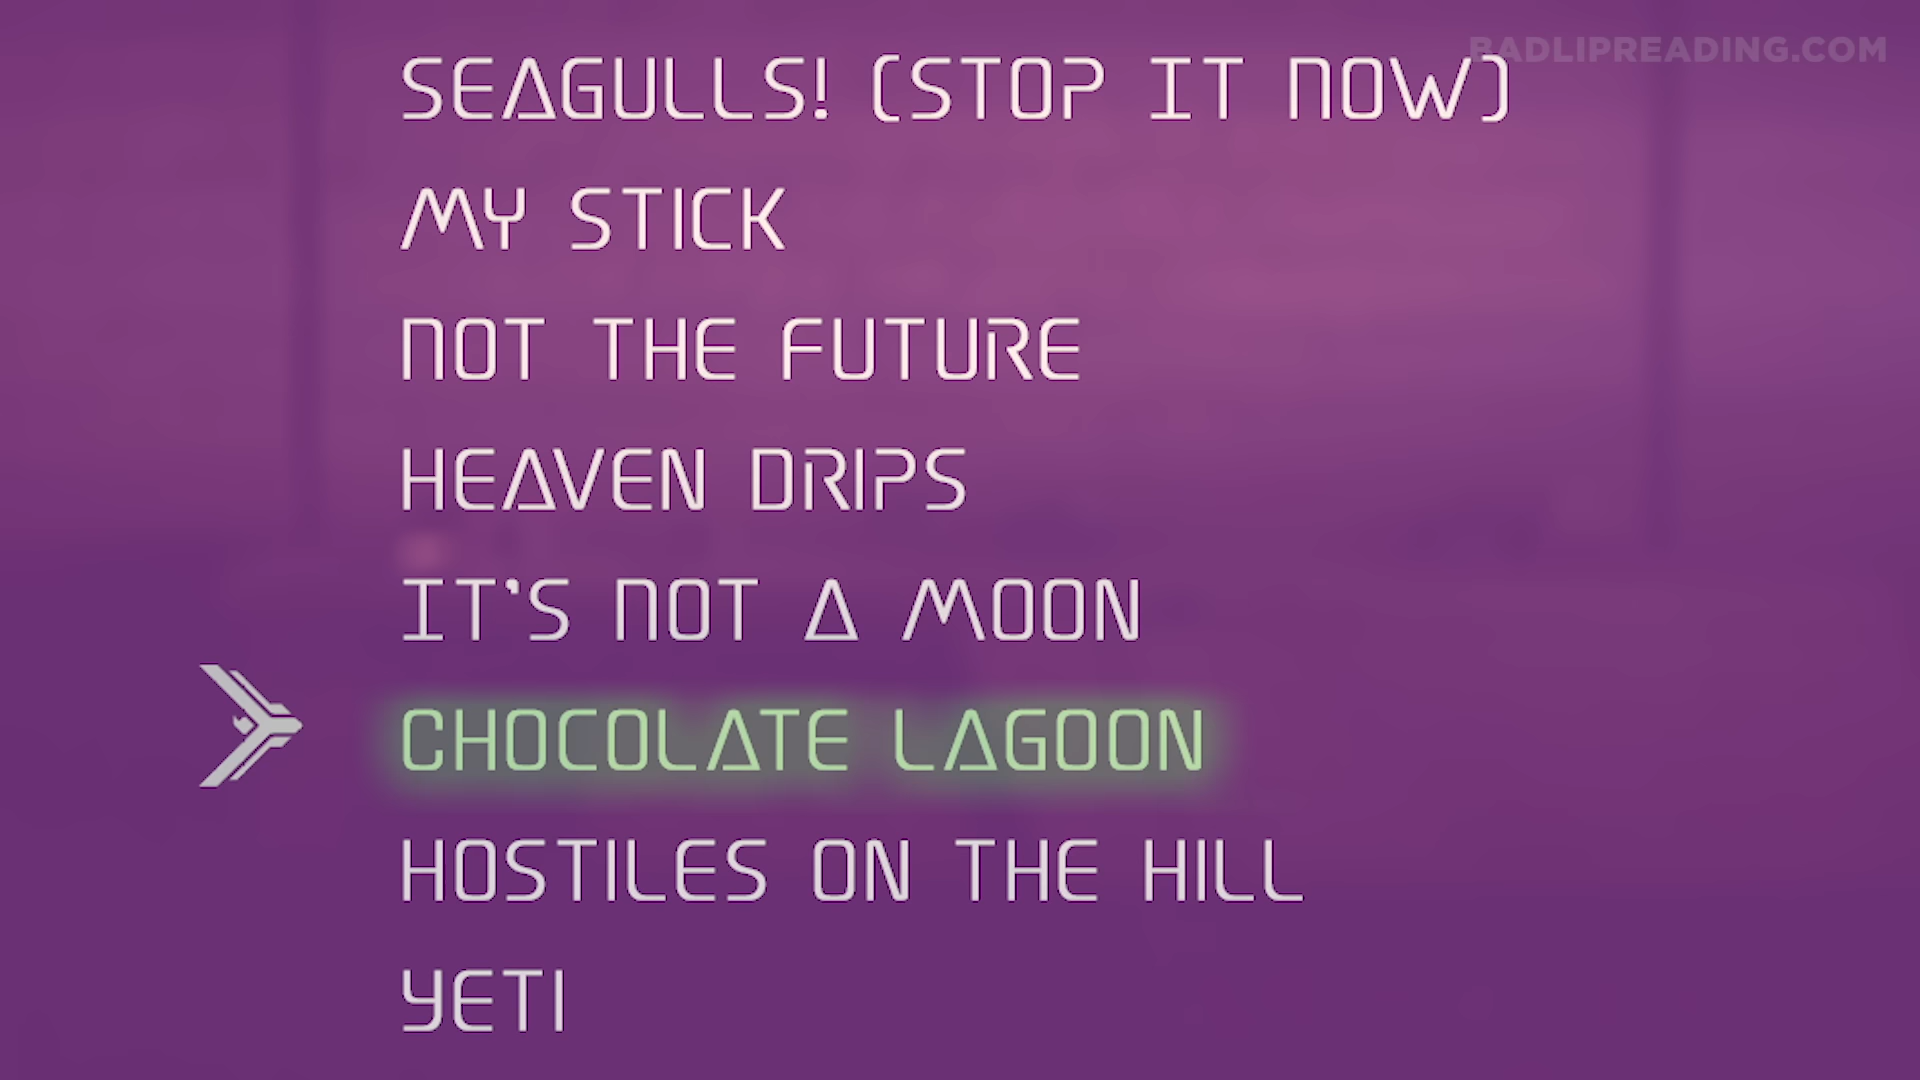 BADLIPREADING.COM
SEAGULLS! (STOP IT NOW)
MY STICK
NOT THE FUTURE
HEAVEN DRIPS
IT'S NOT A MOON
CHOCOLATE LAGOON
HOSTILES ON THE HILL
YETI